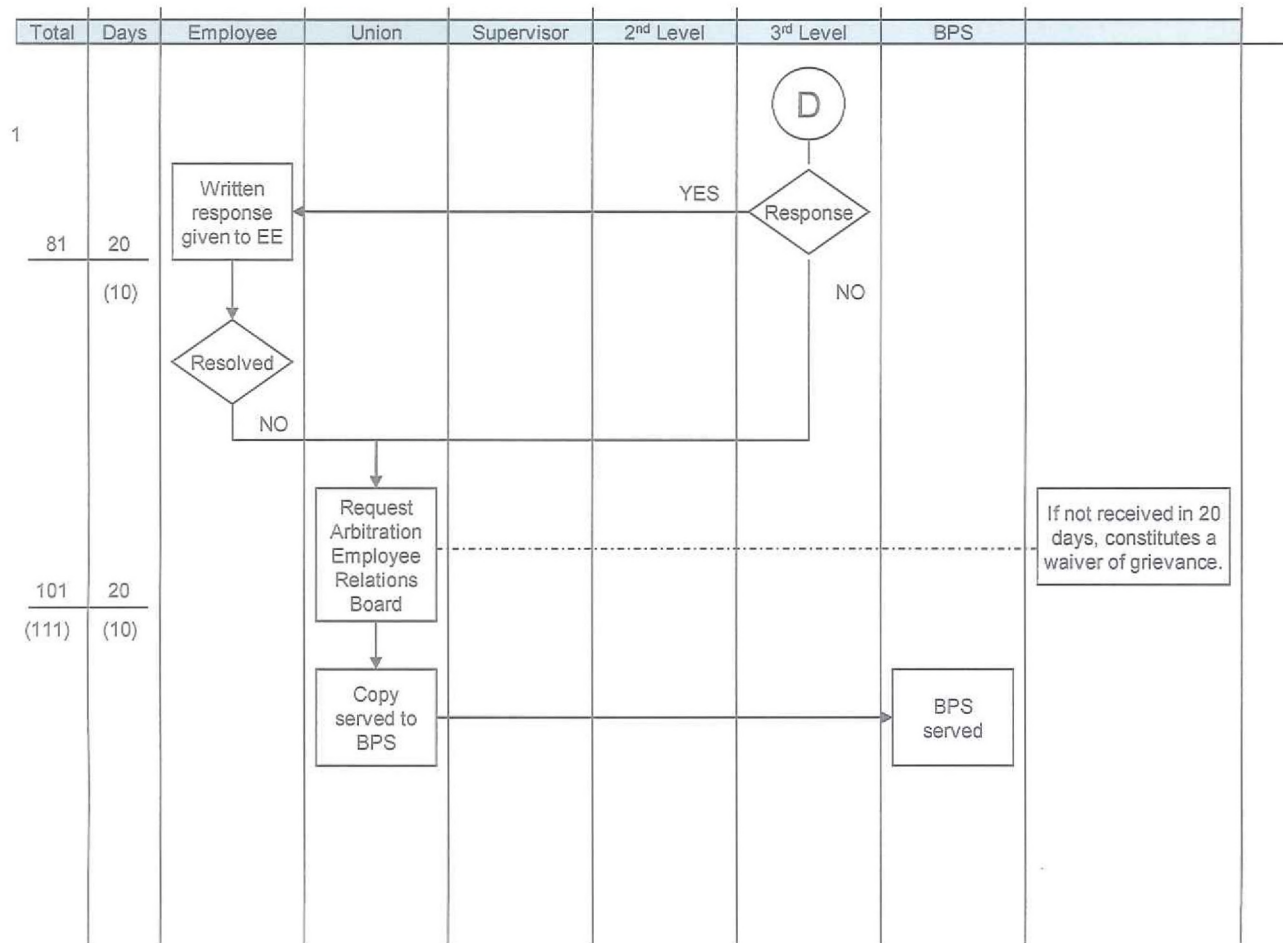 Total Days Employee Union Supervisor 2nd Level 3rd Level BPS
D
1
Written
response
given to EE
YES
Response
81 20
(10)
NO
Resolved
NO
Request
Arbitration
Employee
Relations
Board
If not received in 20
days, constitutes a
waiver of grievance.
101 20
(111) (10)
Copy
served to
BPS
BPS
served